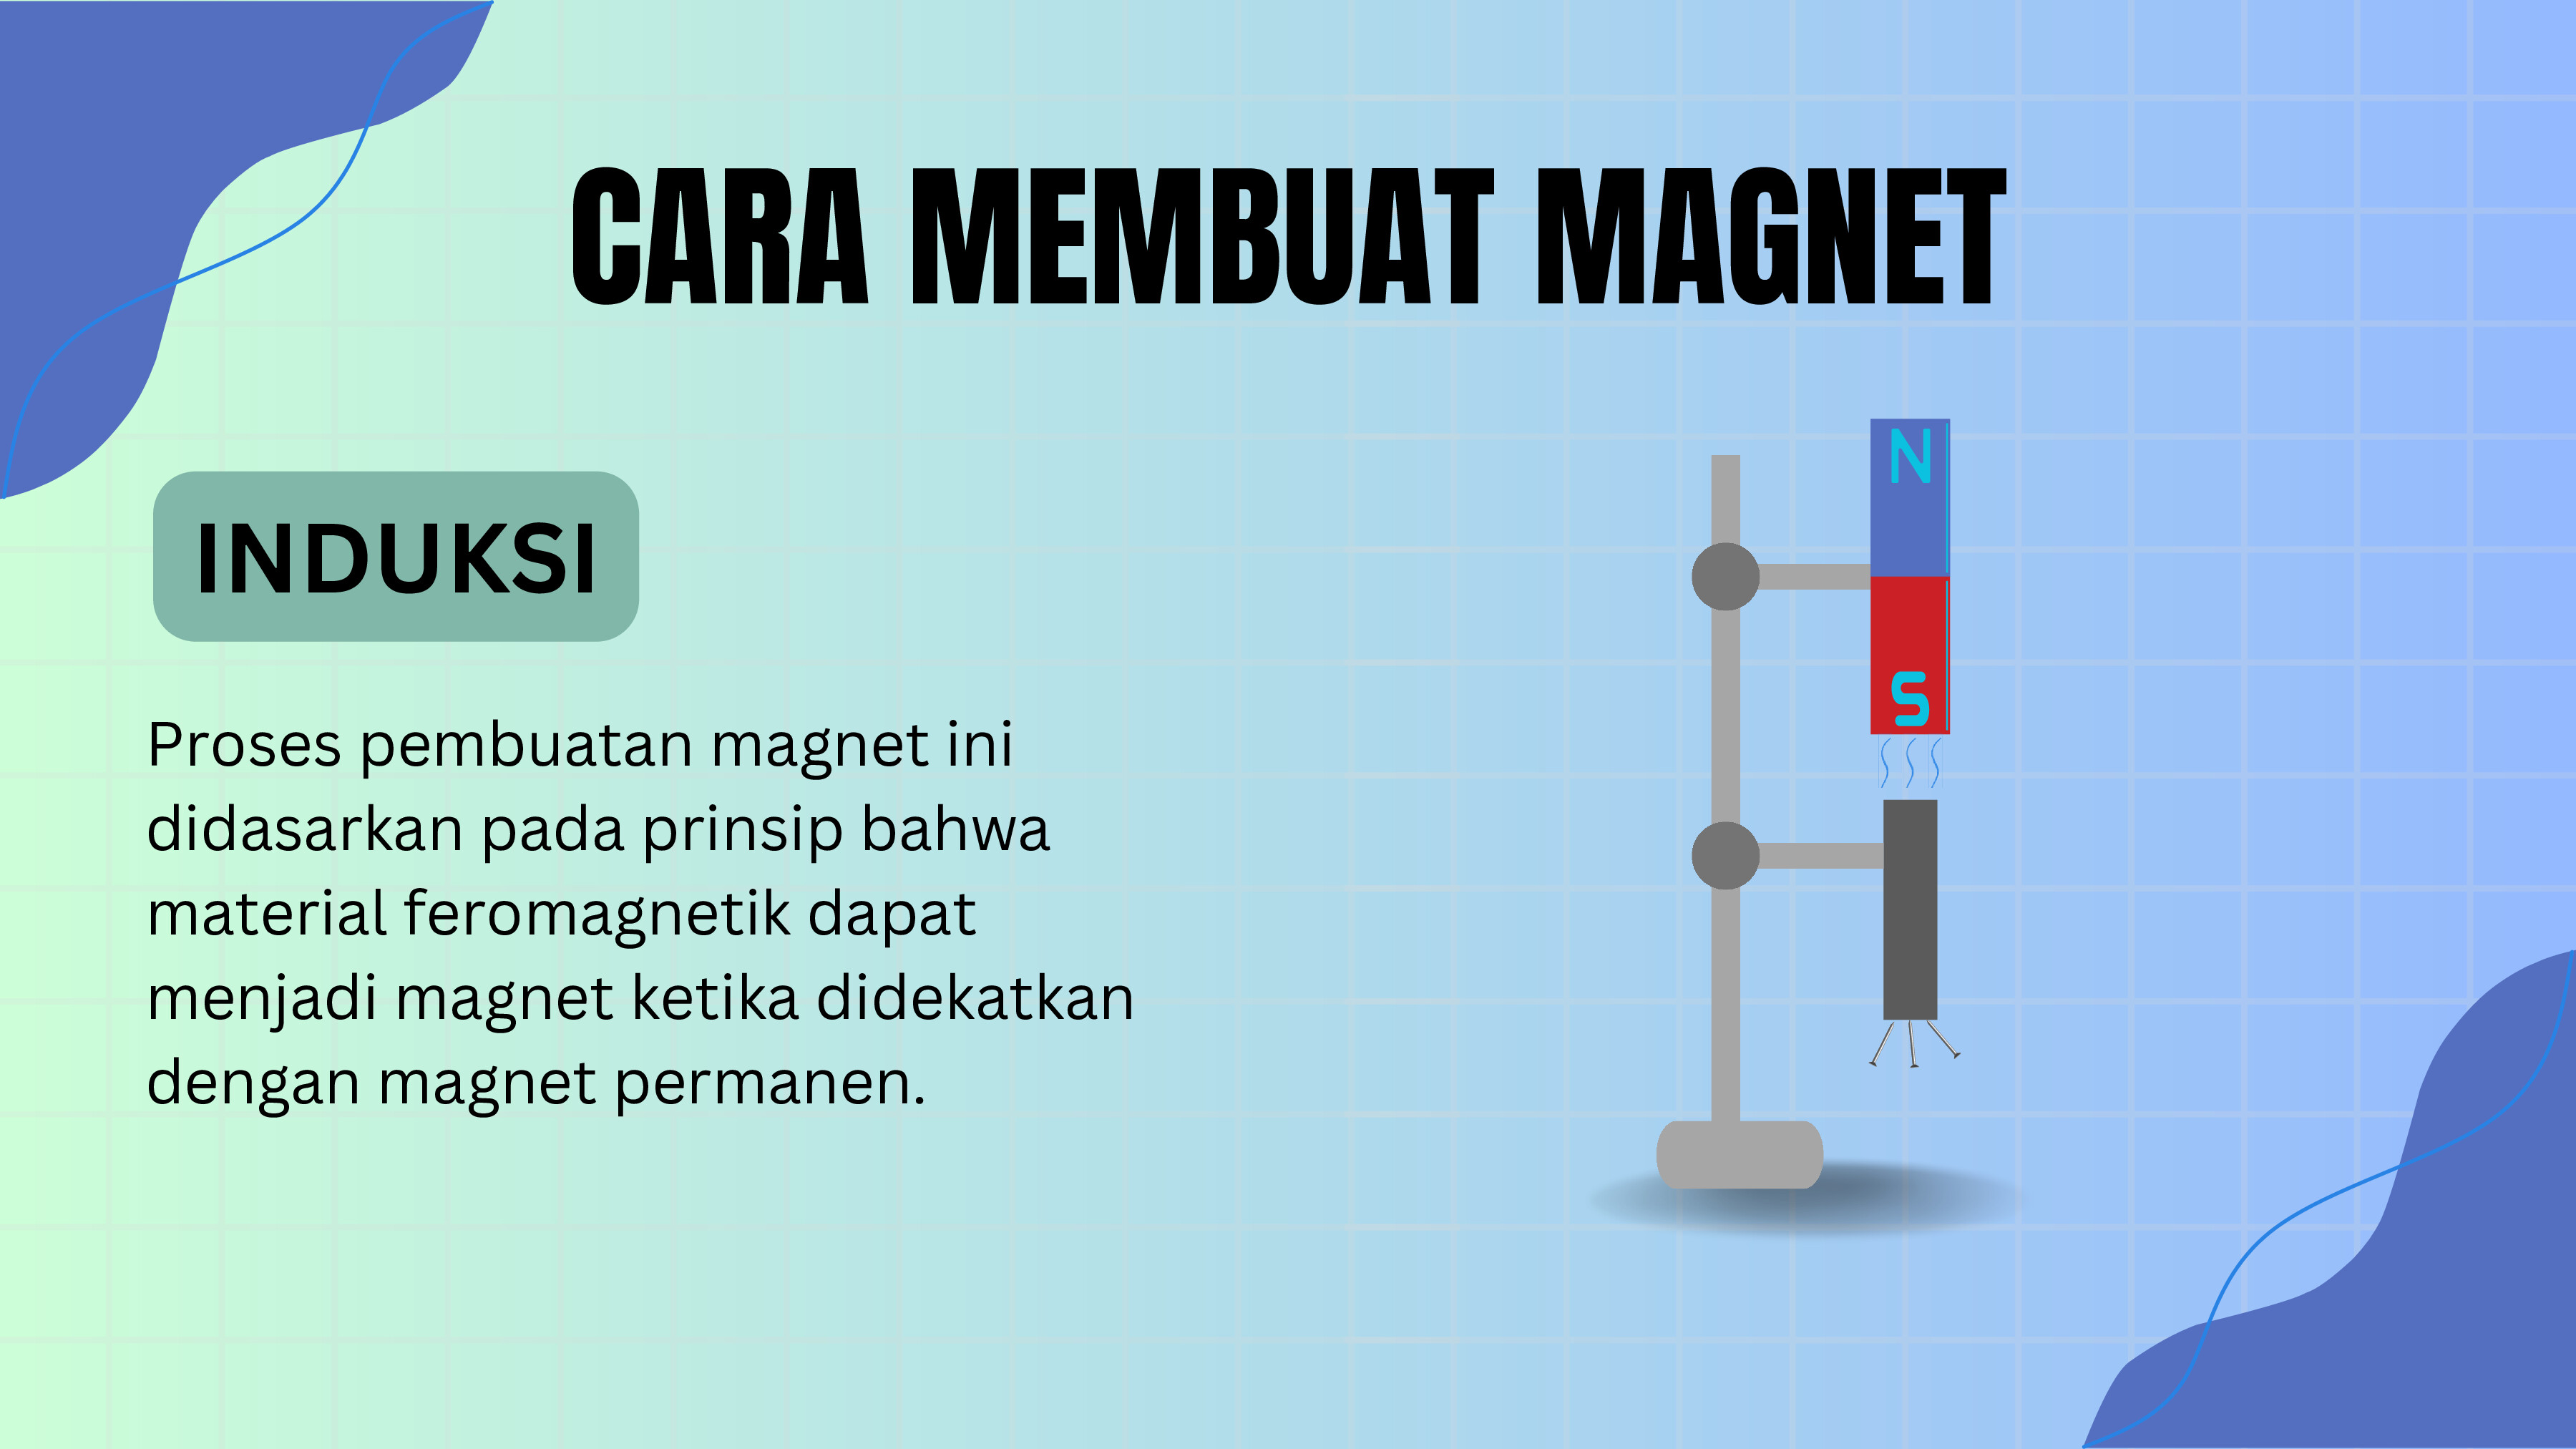 CARA MEMBUAT MAGNET
INDUKSI
Proses pembuatan magnet ini
didasarkan pada prinsip bahwa
material feromagnetik dapat
menjadi magnet ketika didekatkan
dengan magnet permanen.
N
S